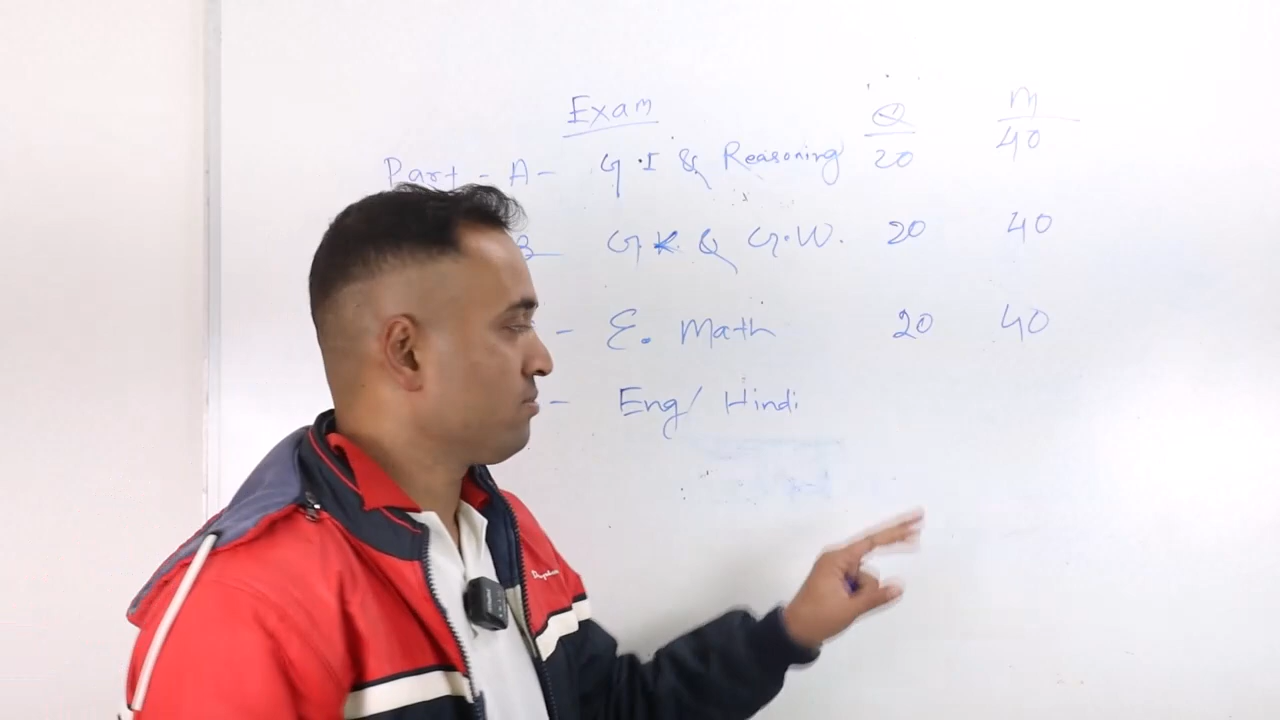 Exam Q M
Part - A - G.I & Reasoning 20 40
B - G.K & G.W. 20 40
- E. Math 20 40
- Eng/ Hindi